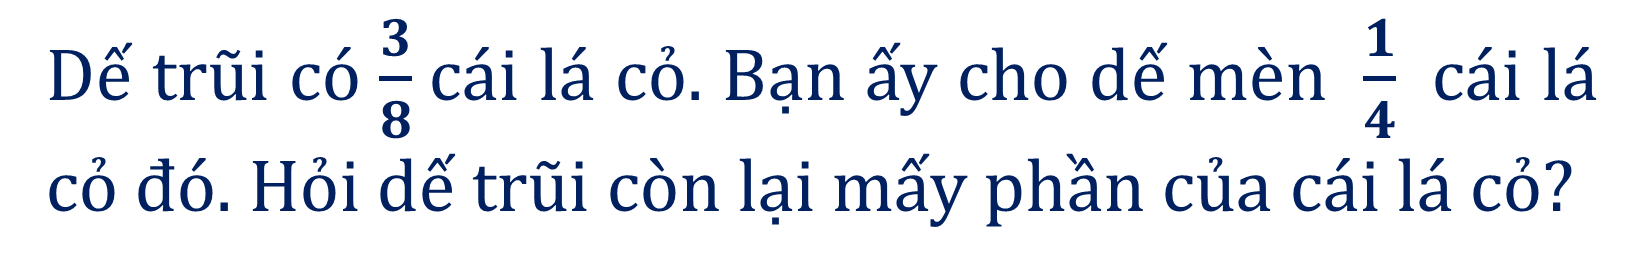 Dế trũi có 3/8 cái lá cỏ. Bạn ấy cho dế mèn 1/4 cái lá
cỏ đó. Hỏi dế trũi còn lại mấy phần của cái lá cỏ?